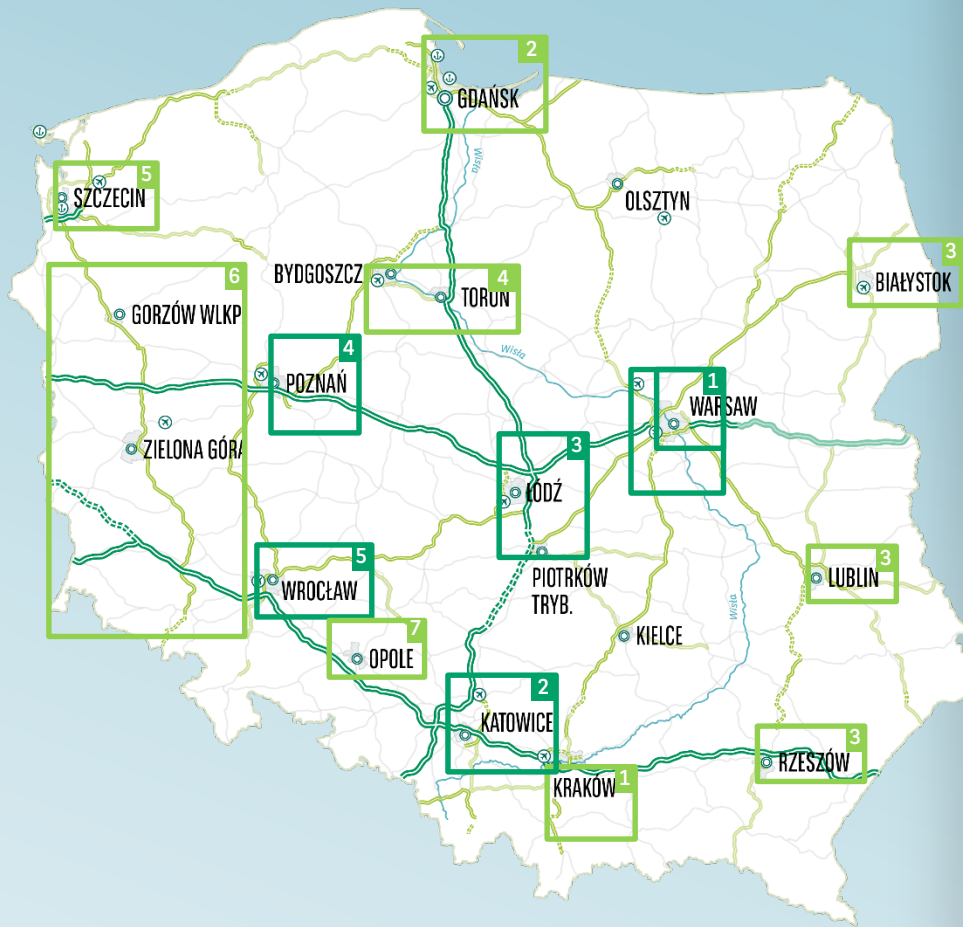 2
GDAŃSK
Wisła
5
SZCZECIN
OLSZTYN
3
BIAŁYSTOK
6
BYDGOSZCZ
4
TORUŃ
GORZÓW WLKP
4
POZNAŃ
Wisła
1
WARSAW
ZIELONA GÓRA
3
ŁÓDŹ
5
WROCŁAW
PIOTRKÓW
TRYB.
3
LUBLIN
Wisła
7
OPOLE
KIELCE
2
KATOWICE
3
RZESZÓW
1
KRAKÓW